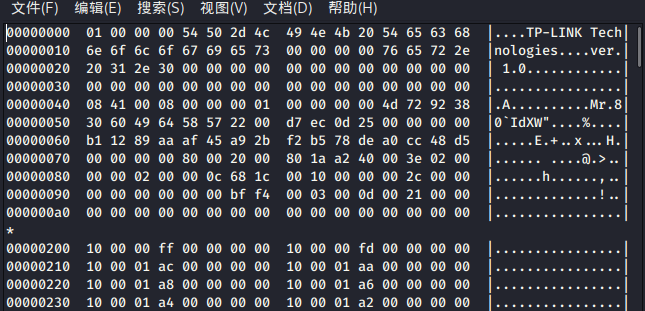 文件(F) 编辑(E) 搜索(S) 视图(V) 文档(D) 帮助(H)
00000000 01 00 00 00 54 50 2d 4c 49 4e 4b 20 54 65 63 68 |....TP-LINK Tech|
00000010 6e 6f 6c 6f 67 69 65 73 00 00 00 00 76 65 72 2e |nologies....ver.|
00000020 20 31 2e 30 00 00 00 00 00 00 00 00 00 00 00 00 | 1.0............|
00000030 00 00 00 00 00 00 00 00 00 00 00 00 00 00 00 00 |................|
00000040 08 41 00 08 00 00 00 01 00 00 00 00 4d 72 92 38 |.A..........Mr.8|
00000050 30 60 49 64 58 57 22 00 d7 ec 0d 25 00 00 00 00 |0`IdXW"....%....|
00000060 b1 12 89 aa af 45 a9 2b f2 b5 78 de a0 cc 48 d5 |.....E.+..x...H.|
00000070 00 00 00 00 80 00 20 00 80 1a a2 40 00 3e 02 00 |...... ....@.>..|
00000080 00 00 02 00 00 0c 68 1c 00 10 00 00 00 2c 00 00 |......h......,..|
00000090 00 00 00 00 00 00 bf f4 00 03 00 0d 00 21 00 00 |.............!..|
000000a0 00 00 00 00 00 00 00 00 00 00 00 00 00 00 00 00 |................|
*
00000200 10 00 00 ff 00 00 00 00 10 00 00 fd 00 00 00 00 |................|
00000210 10 00 01 ac 00 00 00 00 10 00 01 aa 00 00 00 00 |................|
00000220 10 00 01 a8 00 00 00 00 10 00 01 a6 00 00 00 00 |................|
00000230 10 00 01 a4 00 00 00 00 10 00 01 a2 00 00 00 00 |................|